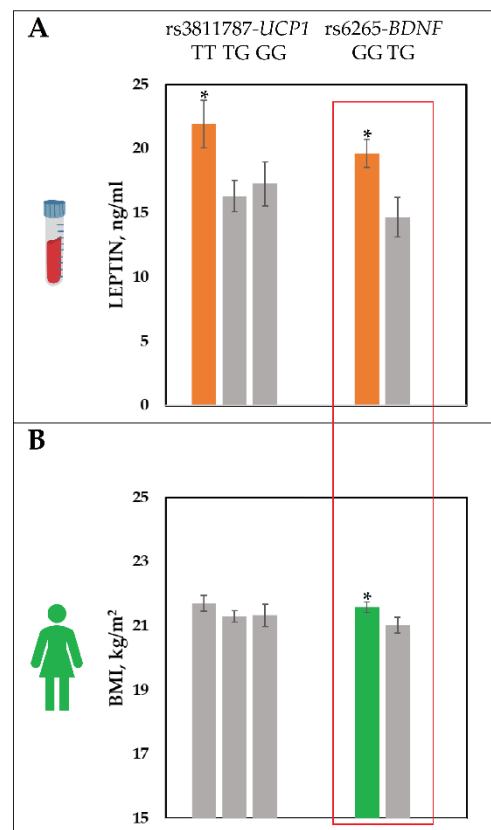 A
rs3811787-UCP1 rs6265-BDNF
TT TG GG GG TG
25
20
15
10
5
0
LEPTIN, ng/ml
*
*
B
25
23
21
19
17
15
BMI, kg/m²
*